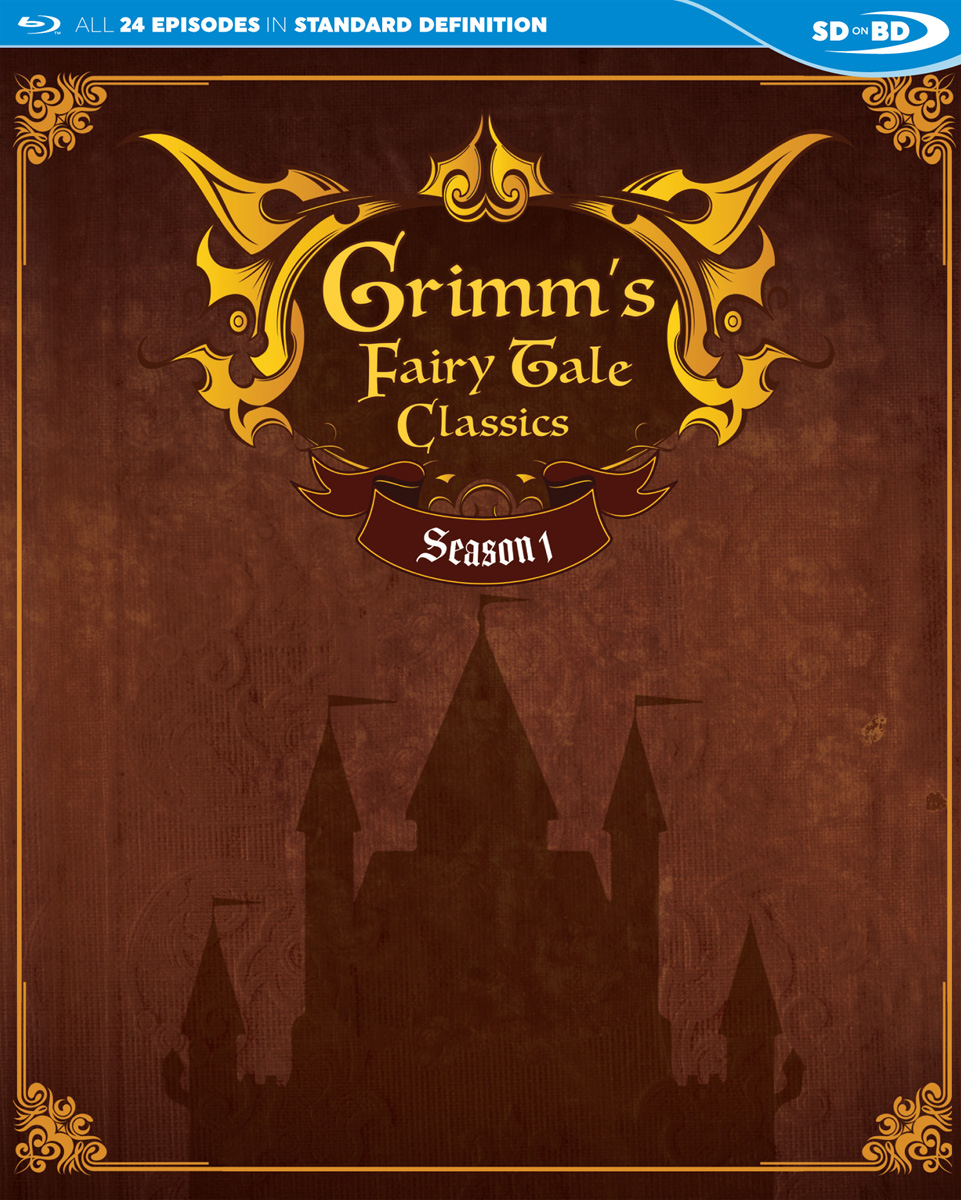 ALL 24 EPISODES IN STANDARD DEFINITION
SD ON BD
Grimm's
Fairy Tale
Classics
Season 1